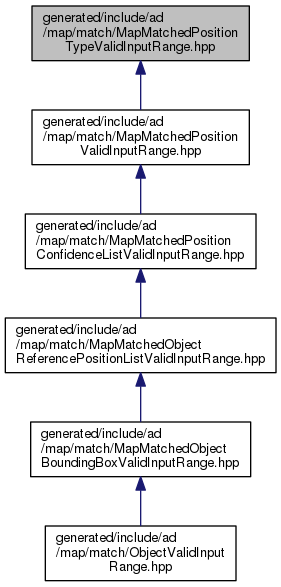 generated/include/ad
/map/match/MapMatchedPosition
TypeValidInputRange.hpp
generated/include/ad
/map/match/MapMatchedPosition
ValidInputRange.hpp
generated/include/ad
/map/match/MapMatchedPosition
ConfidenceListValidInputRange.hpp
generated/include/ad
/map/match/MapMatchedObject
ReferencePositionListValidInputRange.hpp
generated/include/ad
/map/match/MapMatchedObject
BoundingBoxValidInputRange.hpp
generated/include/ad
/map/match/ObjectValidInput
Range.hpp